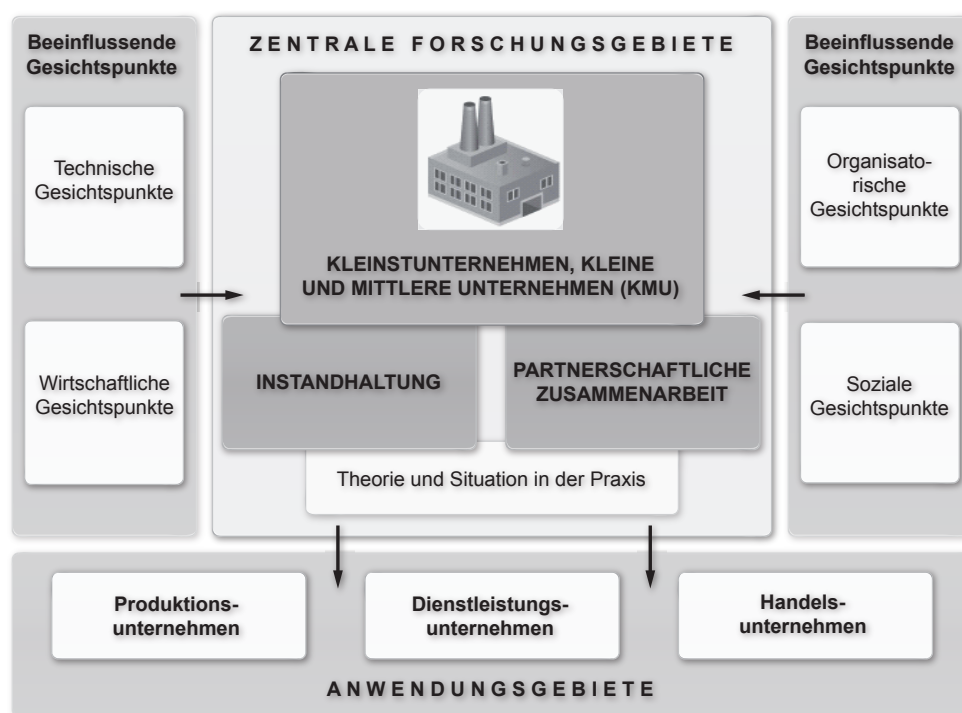 Beeinflussende
Gesichtspunkte
Technische
Gesichtspunkte
Wirtschaftliche
Gesichtspunkte
ZENTRALE FORSCHUNGSGEBIETE
KLEINSTUNTERNEHMEN, KLEINE
UND MITTLERE UNTERNEHMEN (KMU)
INSTANDHALTUNG
PARTNERSCHAFTLICHE
ZUSAMMENARBEIT
Theorie und Situation in der Praxis
Beeinflussende
Gesichtspunkte
Organisato-
rische
Gesichtspunkte
Soziale
Gesichtspunkte
Produktions-
unternehmen
Dienstleistungs-
unternehmen
Handels-
unternehmen
ANWENDUNGSGEBIETE